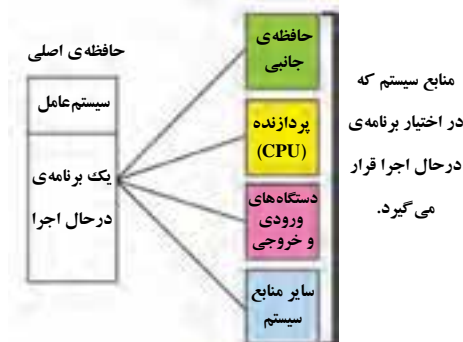 منابع سیستم که
در اختیار برنامه‌ی
درحال اجرا قرار
می‌گیرد.
حافظه‌ی
جانبی
پردازنده
(CPU)
دستگاه‌های
ورودی
و خروجی
سایر منابع
سیستم
حافظه‌ی اصلی
سیستم‌عامل
یک برنامه‌ی
درحال اجرا